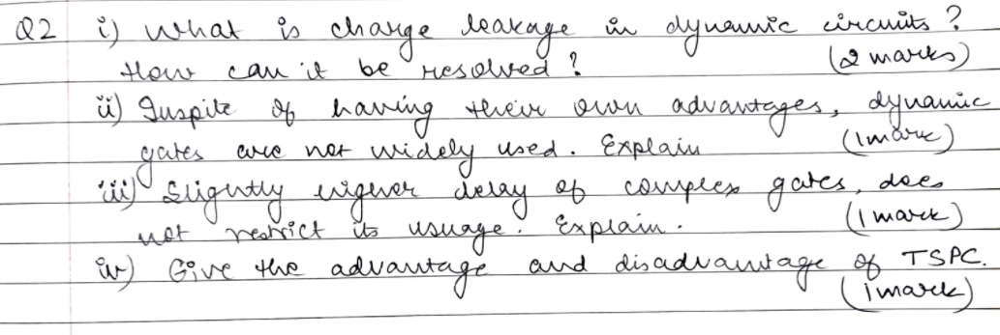 Q2 i) What is charge leakage in dynamic circuits?
How can it be resolved? (2 marks)
ii) Inspite of having their own advantages, dynamic
gates are not widely used. Explain (1 mark)
iii) Slightly higher delay of complex gates, does
not restrict its usuage. Explain. (1 mark)
iv) Give the advantage and disadvantage of TSPC.
(1 mark)